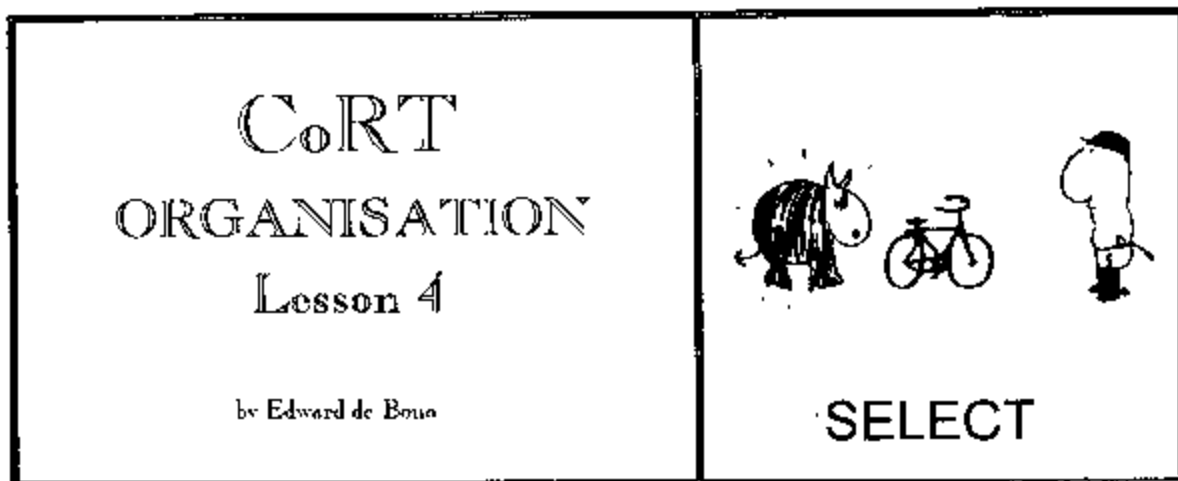 CoRT
ORGANISATION
Lesson 4
by Edward de Bono
SELECT